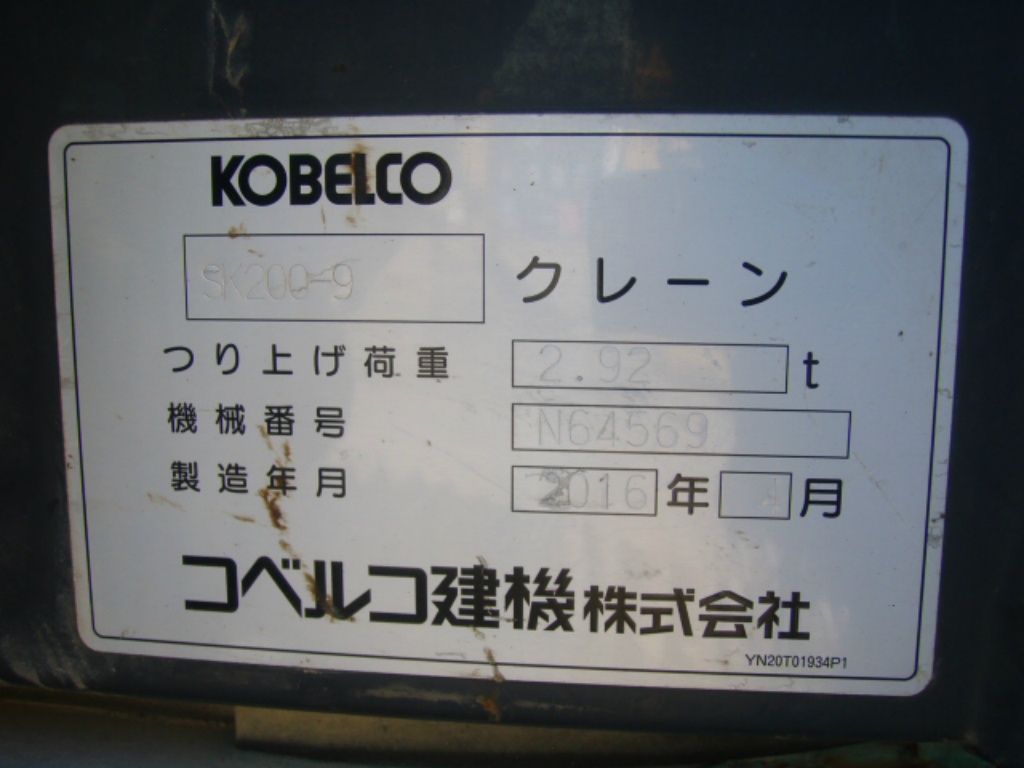 KOBELCO
SK200-9 クレーン
つり上げ荷重 2.92 t
機械番号 N64569
製造年月 2016 年 4 月
コベルコ建機株式会社
YN20T01934P1